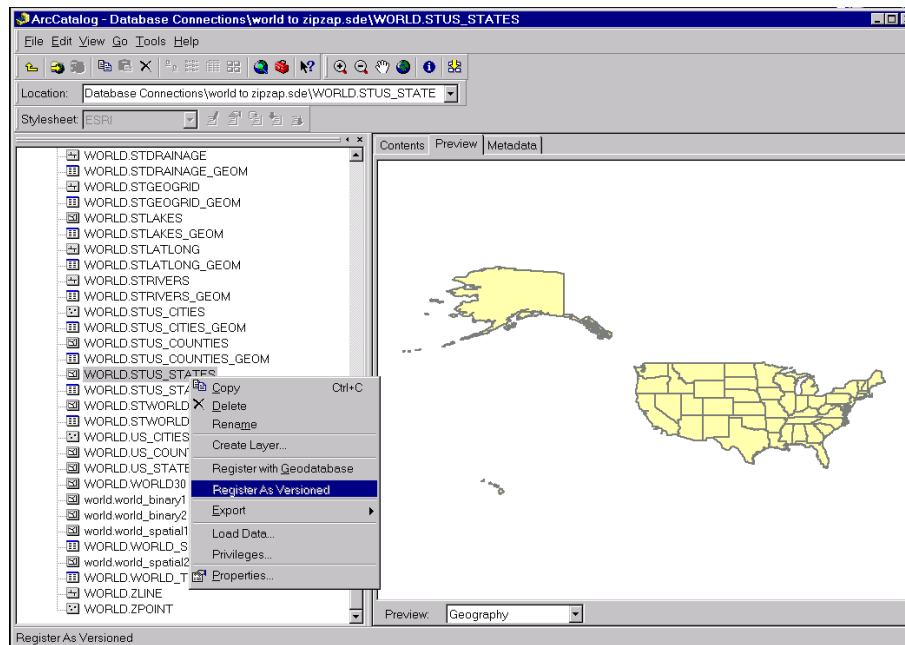 ArcCatalog - Database Connections\world to zipzap.sde\WORLD.STUS_STATES
File Edit View Go Tools Help
Location: Database Connections\world to zipzap.sde\WORLD.STUS_STATE
Stylesheet: ESRI
Contents Preview Metadata
WORLD.STDRAINAGE
WORLD.STDRAINAGE_GEOM
WORLD.STGEOGRID
WORLD.STGEOGRID_GEOM
WORLD.STLAKES
WORLD.STLAKES_GEOM
WORLD.STLATLONG
WORLD.STLATLONG_GEOM
WORLD.STRIVERS
WORLD.STRIVERS_GEOM
WORLD.STUS_CITIES
WORLD.STUS_CITIES_GEOM
WORLD.STUS_COUNTIES
WORLD.STUS_COUNTIES_GEOM
WORLD.STUS_STATES
WORLD.STUS_STA
WORLD.STWORLD
WORLD.STWORLD
WORLD.US_CITIES
WORLD.US_COUN
WORLD.US_STATE
WORLD.WORLD30
world.world_binary1
world.world_binary2
world.world_spatial1
WORLD.WORLD_S
world.world_spatial2
WORLD.WORLD_T
WORLD.ZLINE
WORLD.ZPOINT
Copy Ctrl+C
Delete
Rename
Create Layer...
Register with Geodatabase
Register As Versioned
Export
Load Data...
Privileges...
Properties...
Preview: Geography
Register As Versioned